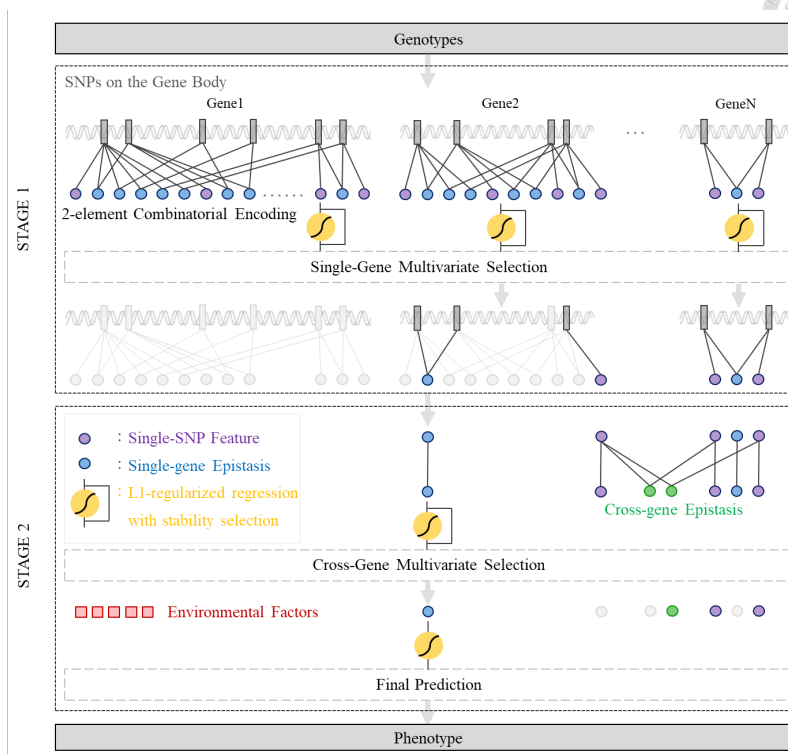 Genotypes
SNPs on the Gene Body
Gene1
Gene2
GeneN
...
STAGE 1
.......
2-element Combinatorial Encoding
Single-Gene Multivariate Selection
STAGE 2
: Single-SNP Feature
: Single-gene Epistasis
: L1-regularized regression
with stability selection
Cross-gene Epistasis
Cross-Gene Multivariate Selection
Environmental Factors
Final Prediction
Phenotype